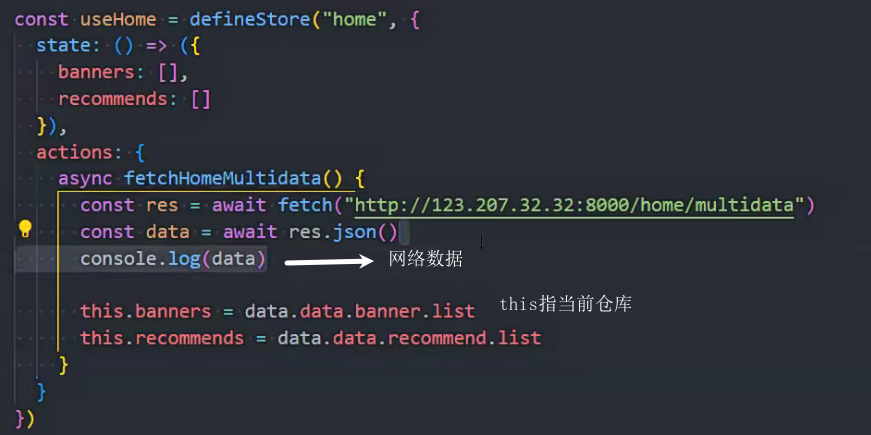 const useHome = defineStore("home", {
state: () => ({
banners: [],
recommends: []
}),
actions: {
async fetchHomeMultidata() {
const res = await fetch("http://123.207.32.32:8000/home/multidata")
const data = await res.json()
console.log(data) 网络数据
this.banners = data.data.banner.list this指当前仓库
this.recommends = data.data.recommend.list
}
}
})